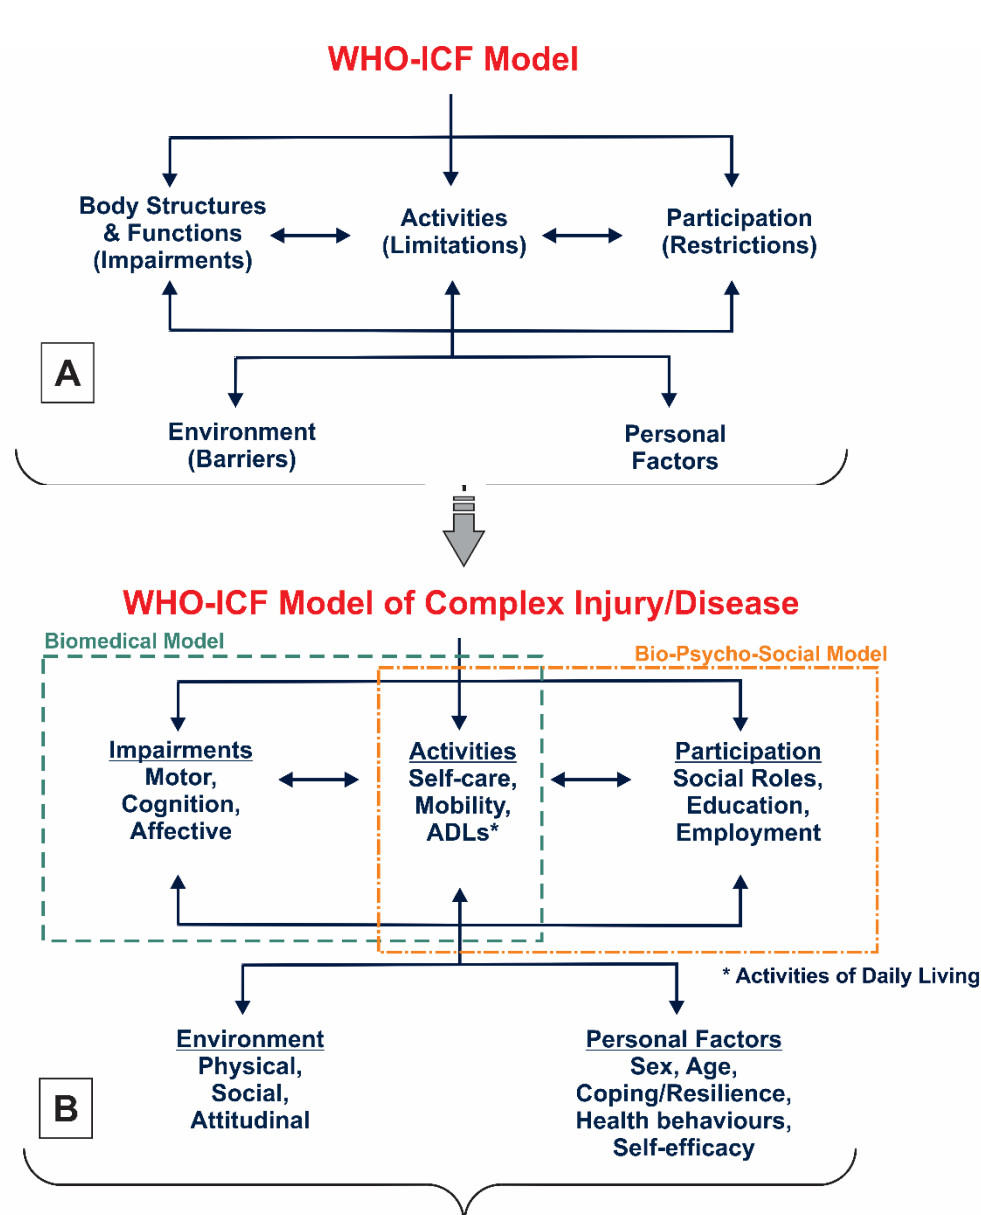 WHO-ICF Model
Body Structures
& Functions
(Impairments)
Activities
(Limitations)
Participation
(Restrictions)
A
Environment
(Barriers)
Personal
Factors
WHO-ICF Model of Complex Injury/Disease
Biomedical Model
Bio-Psycho-Social Model
Impairments
Motor,
Cognition,
Affective
Activities
Self-care,
Mobility,
ADLs*
Participation
Social Roles,
Education,
Employment
* Activities of Daily Living
Environment
Physical,
Social,
Attitudinal
Personal Factors
Sex, Age,
Coping/Resilience,
Health behaviours,
Self-efficacy
B